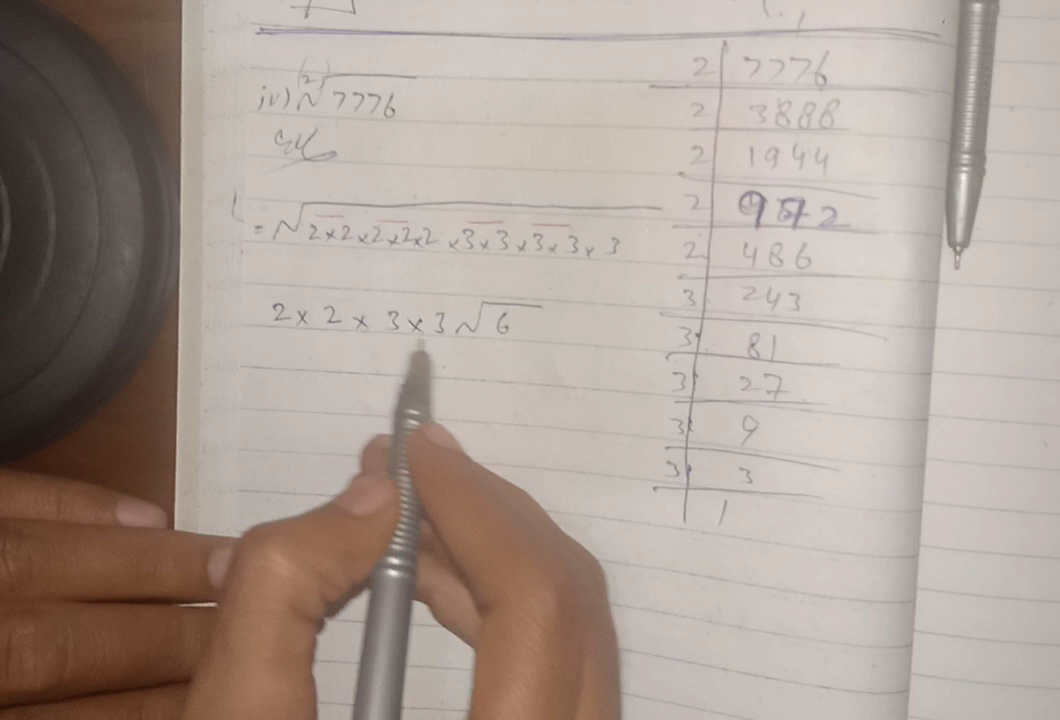 iv) ²√7776
Sol
= √2×2×2×2×2×3×3×3×3×3
2×2×3×3√6
2 | 7776
2 | 3888
2 | 1944
2 | 972
2 | 486
3 | 243
3 | 81
3 | 27
3 | 9
3 | 3
1